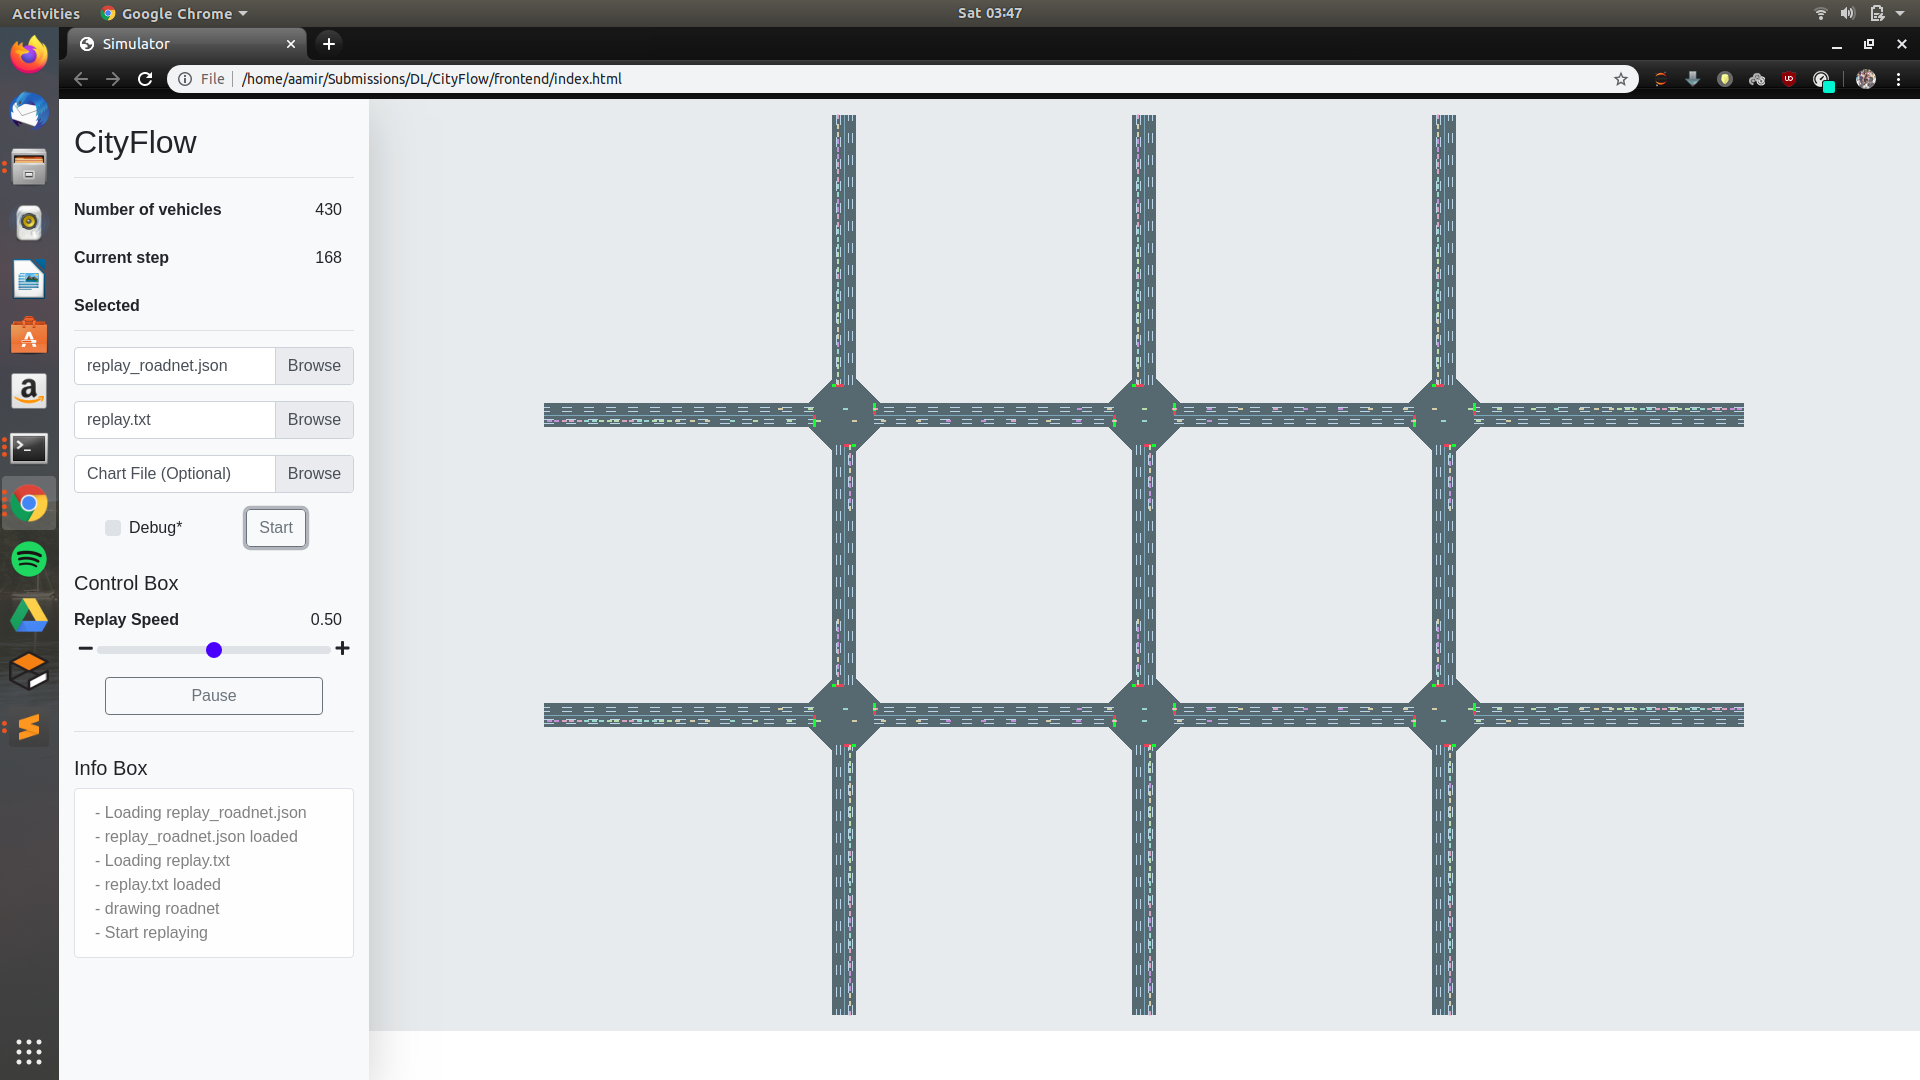 Activities
Google Chrome
Sat 03:47
Simulator
File
/home/aamir/Submissions/DL/CityFlow/frontend/index.html
CityFlow
Number of vehicles 430
Current step 168
Selected
replay_roadnet.json Browse
replay.txt Browse
Chart File (Optional) Browse
Debug* Start
Control Box
Replay Speed 0.50
Pause
Info Box
- Loading replay_roadnet.json
- replay_roadnet.json loaded
- Loading replay.txt
- replay.txt loaded
- drawing roadnet
- Start replaying